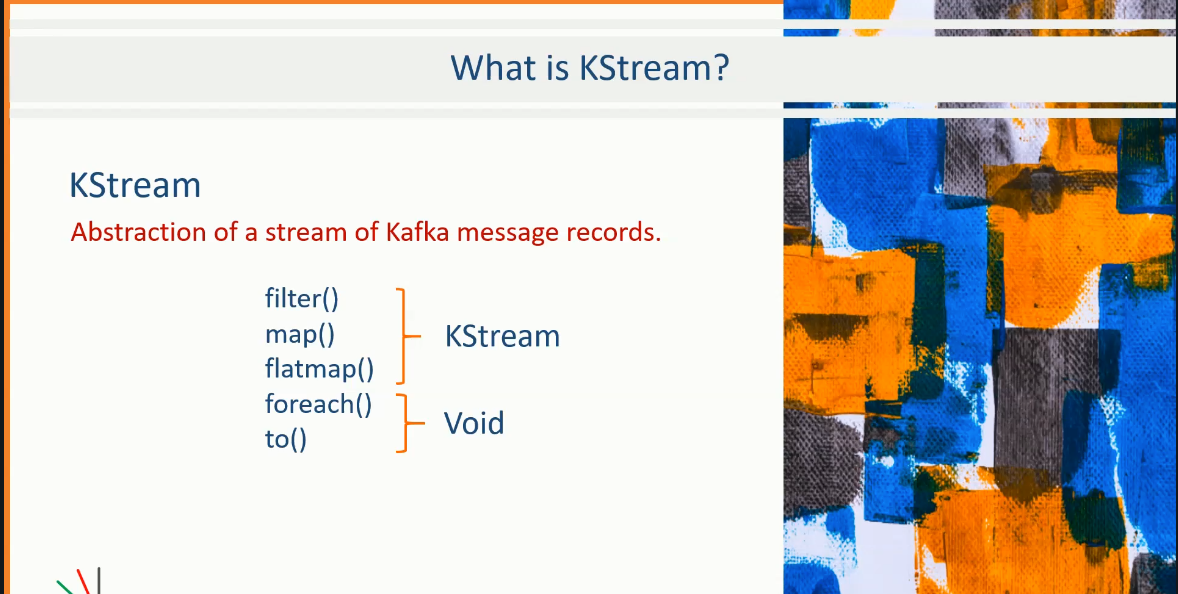 What is KStream?
KStream
Abstraction of a stream of Kafka message records.
filter()
map()
flatmap()
KStream
foreach()
to()
Void